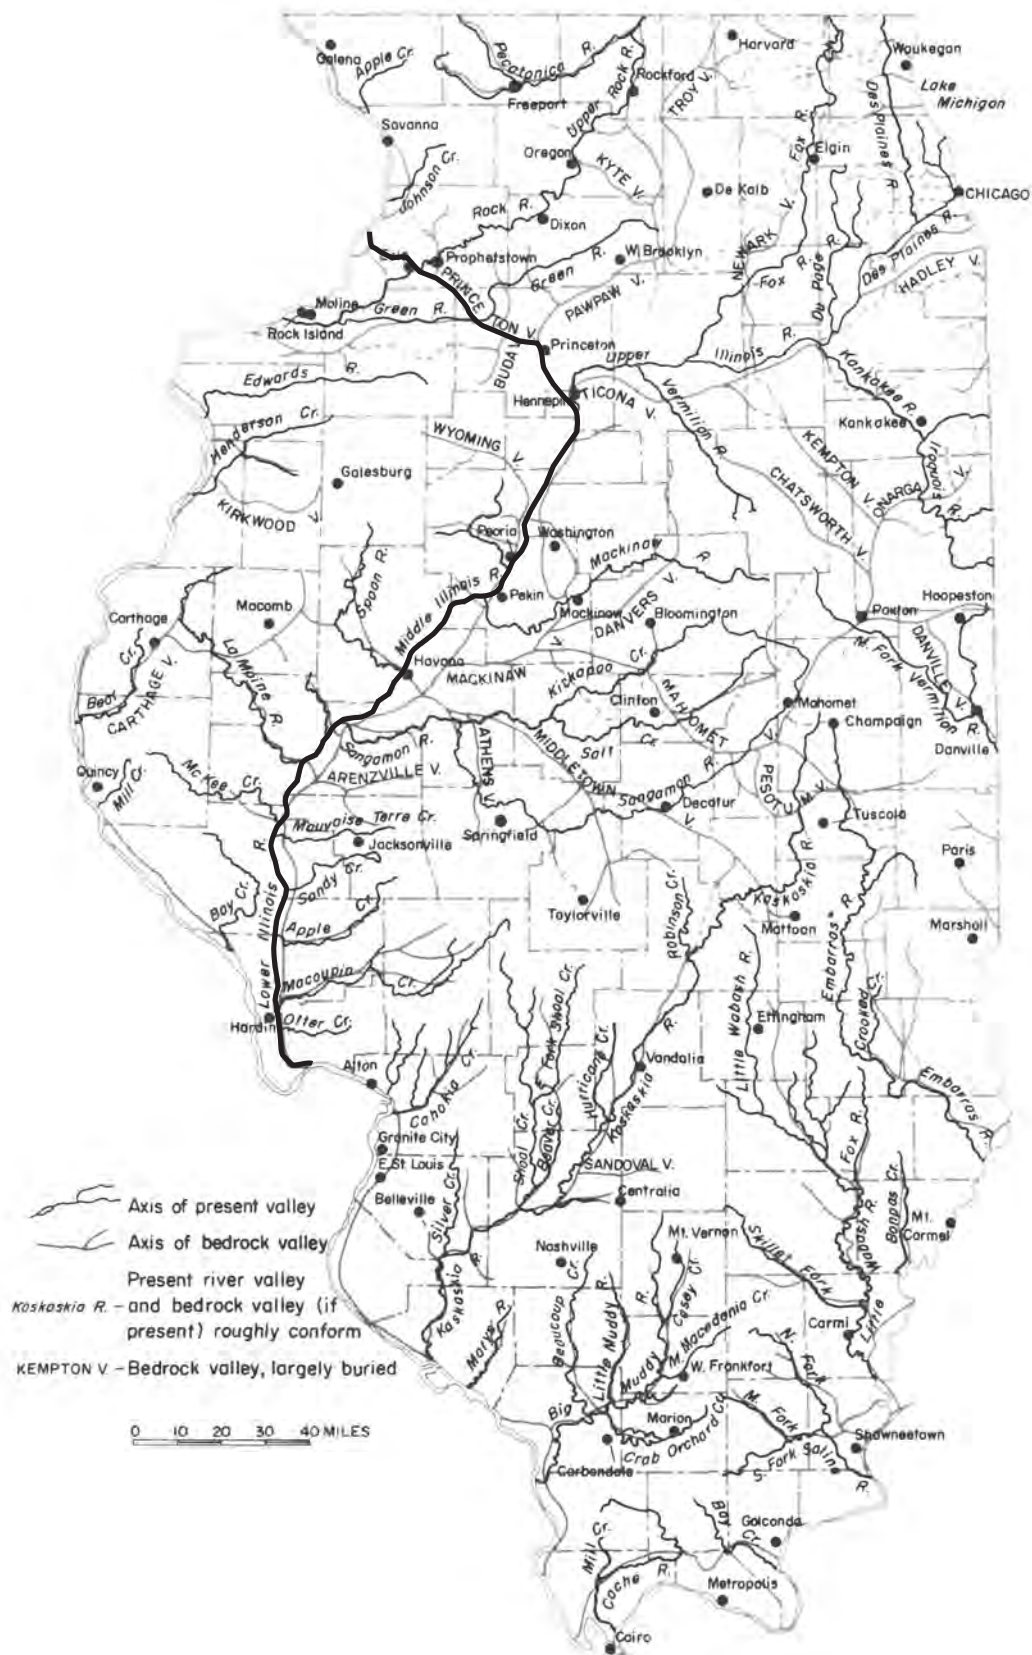 Galena
Apple Cr.
Pecatonica R.
Freeport
Upper Rock R.
Rockford
Harvard
TROY V.
Waukegan
Lake
Michigan
Des Plaines R.
Fox R.
Elgin
Savanna
Johnson Cr.
Oregon
KYTE V.
De Kalb
CHICAGO
Rock R.
Dixon
NEWARK V.
Fox R.
Du Page R.
Des Plaines R.
HADLEY V.
Prophetstown
PRINCETON V.
Green R.
W. Brooklyn
PAWPAW V.
Moline
Rock Island
Green R.
BUDA
Princeton
Upper Illinois R.
Kankakee R.
Edwards R.
Hennepin
TICONA V.
Vermilion R.
Kankakee
Henderson Cr.
WYOMING V.
KEMPTON V.
CHATSWORTH V.
ONARGA V.
Iroquois R.
Galesburg
KIRKWOOD V.
Peoria
Washington
Spoon R.
Middle Illinois R.
Pekin
Mackinaw R.
Mackinaw
DANVERS V.
Bloomington
Paxton
Hoopeston
Carthage
Macomb
La Moine R.
Havana
MACKINAW V.
Kickapoo Cr.
M. Fork Vermilion R.
DANVILLE V.
Bear Cr.
CARTHAGE V.
Clinton
MAHOMET V.
Mahomet
Champaign
Danville
Sangamon R.
ATHENS V.
MIDDLETOWN V.
Salt Cr.
Quincy
Mill Cr.
McKee Cr.
ARENZVILLE V.
Sangamon R.
Decatur
PESOTUM V.
Tuscola
Mauvaise Terre Cr.
Jacksonville
Springfield
Paris
Bay Cr.
Sandy Cr.
Lower Illinois R.
Apple Cr.
Taylorville
Robinson Cr.
Kaskaskia R.
Mattoon
Embarras R.
Marshall
Macoupin Cr.
Hardin
Otter Cr.
Little Wabash R.
Effingham
Crooked Cr.
Alton
Cahokia Cr.
Shoal Cr.
E. Fork Shoal Cr.
Beaver Cr.
Hurricane Cr.
Kaskaskia R.
Vandalia
Embarras R.
Granite City
E. St. Louis
Belleville
Silver Cr.
SANDOVAL V.
Centralia
Fox R.
Bonpas Cr.
Mt.
Carmel
Little Wabash R.
Axis of present valley
Axis of bedrock valley
Present river valley
Kaskaskia R. – and bedrock valley (if
present) roughly conform
KEMPTON V. – Bedrock valley, largely buried
Kaskaskia R.
Nashville
Mt. Vernon
Skillet Fork
Marys R.
Beaucoup Cr.
Little Muddy R.
Casey Cr.
M. Macedonia Cr.
Carmi
Big Muddy R.
W. Frankfort
N. Fork
M. Fork
Marion
Crab Orchard Cr.
Carbondale
S. Fork Saline R.
Shawneetown
0 10 20 30 40 MILES
Bay Cr.
Golconda
Mill Cr.
Cache R.
Metropolis
Cairo